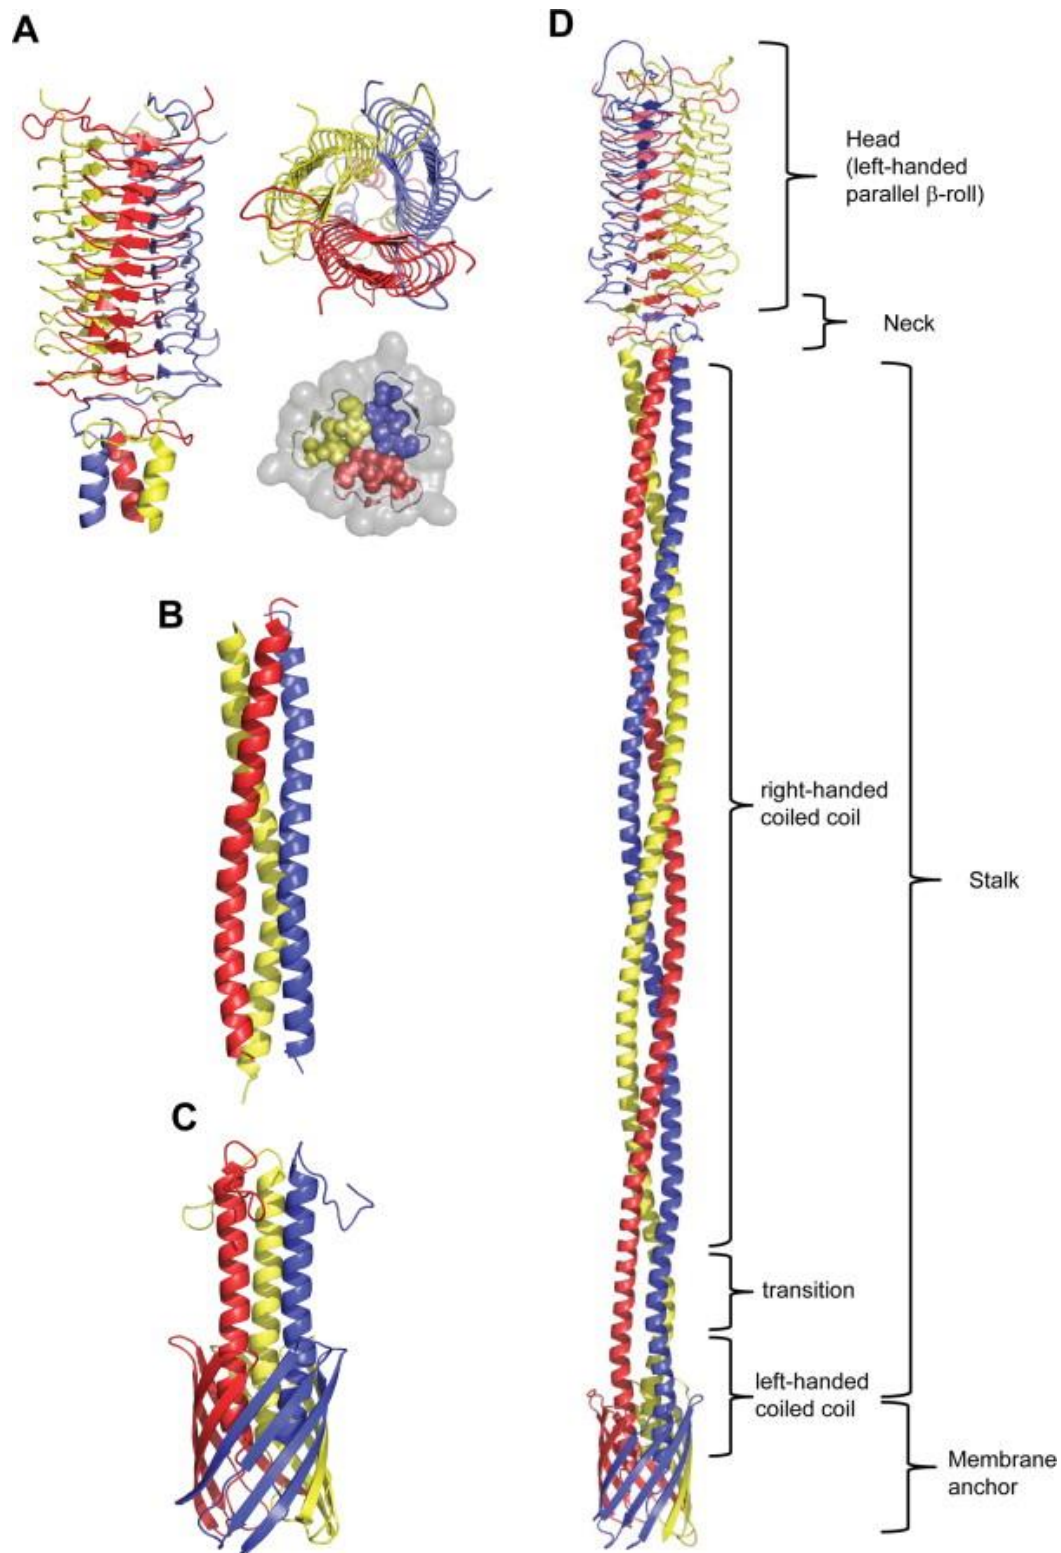 A
D
Head
(left-handed
parallel β-roll)
Neck
B
right-handed
coiled coil
Stalk
C
transition
left-handed
coiled coil
Membrane
anchor